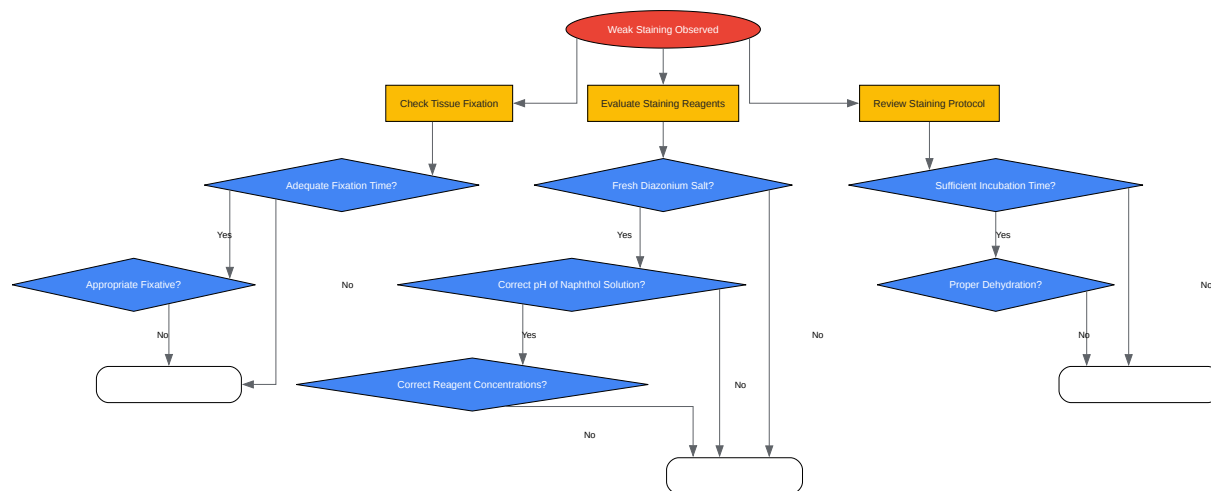 Weak Staining Observed
Check Tissue Fixation
Evaluate Staining Reagents
Review Staining Protocol
Adequate Fixation Time?
Fresh Diazonium Salt?
Sufficient Incubation Time?
Yes
Yes
Yes
Appropriate Fixative?
No
Correct pH of Naphthol Solution?
Proper Dehydration?
No
No
Yes
No
No
Correct Reagent Concentrations?
No
No